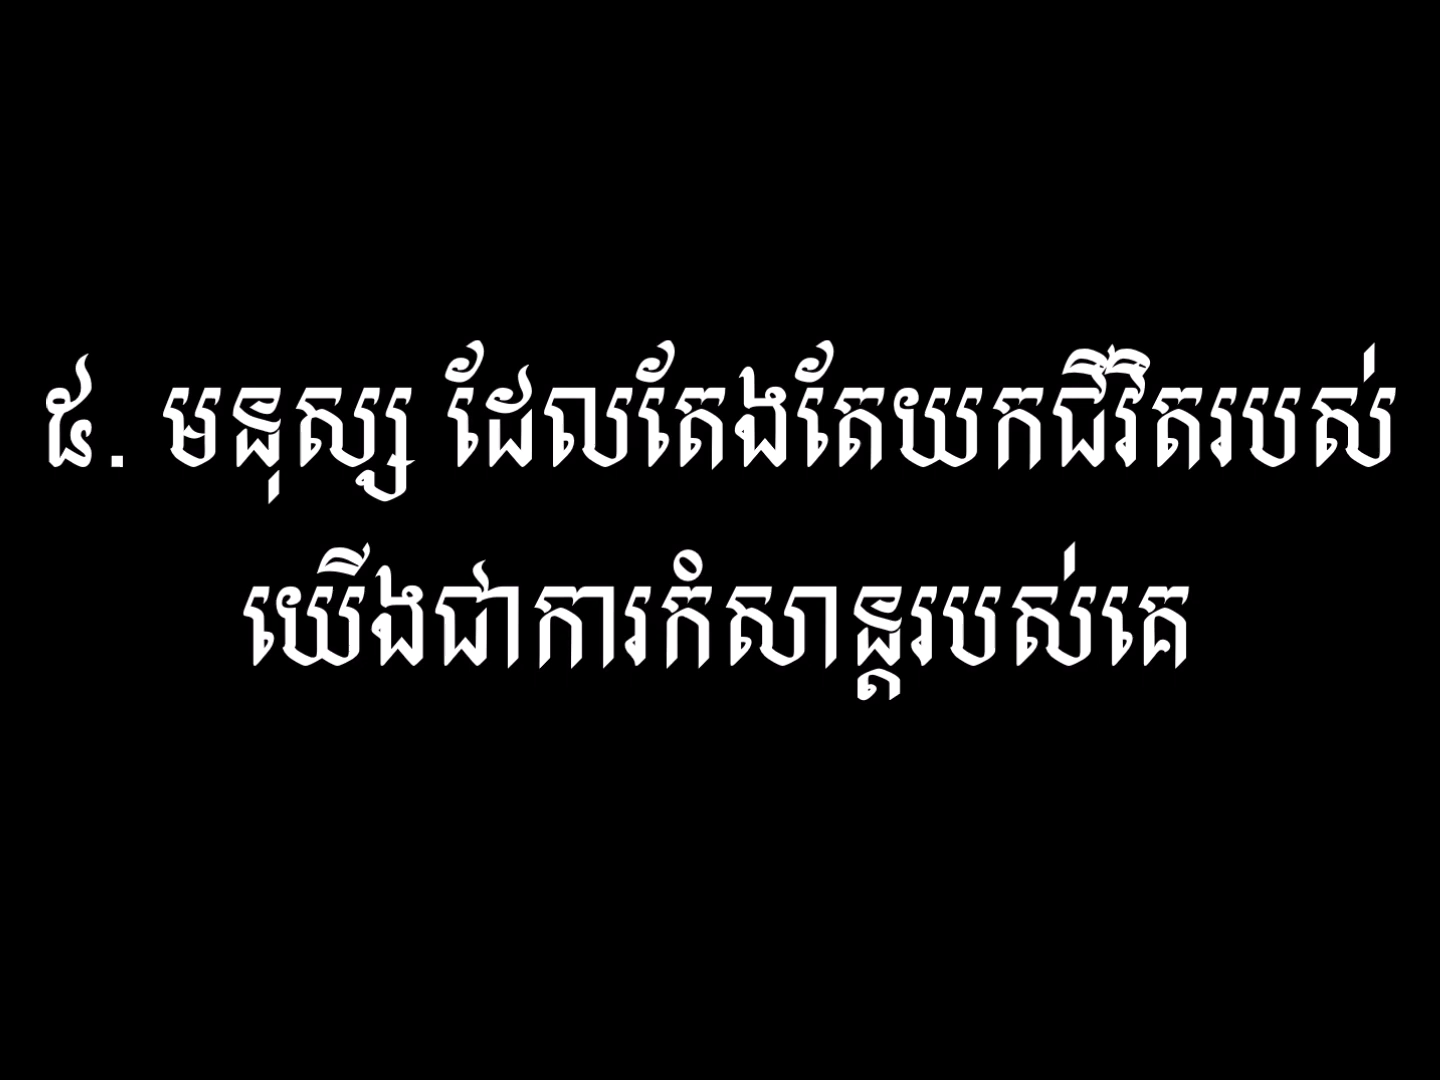 ៥. មនុស្ស ដែលតែងតែយកជីវិតរបស់
យើងជាការកំសាន្តរបស់គេ